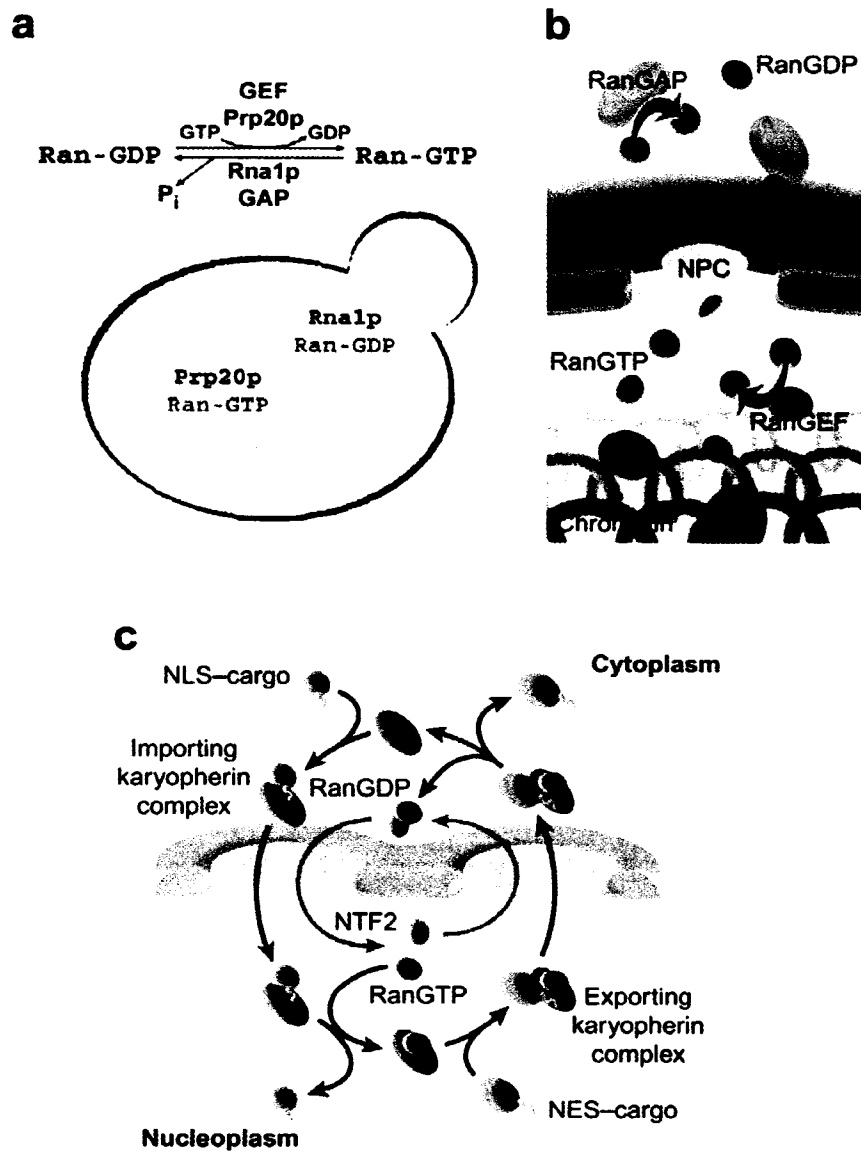 a
GEF
Prp20p
GTP GDP
Ran-GDP Ran-GTP
Rna1p
GAP
Pi
Rna1p
Ran-GDP
Prp20p
Ran-GTP
b
RanGAP
RanGDP
NPC
RanGTP
RanGEF
Chromatin
c
NLS–cargo
Cytoplasm
Importing
karyopherin
complex
RanGDP
NTF2
RanGTP
Exporting
karyopherin
complex
NES–cargo
Nucleoplasm